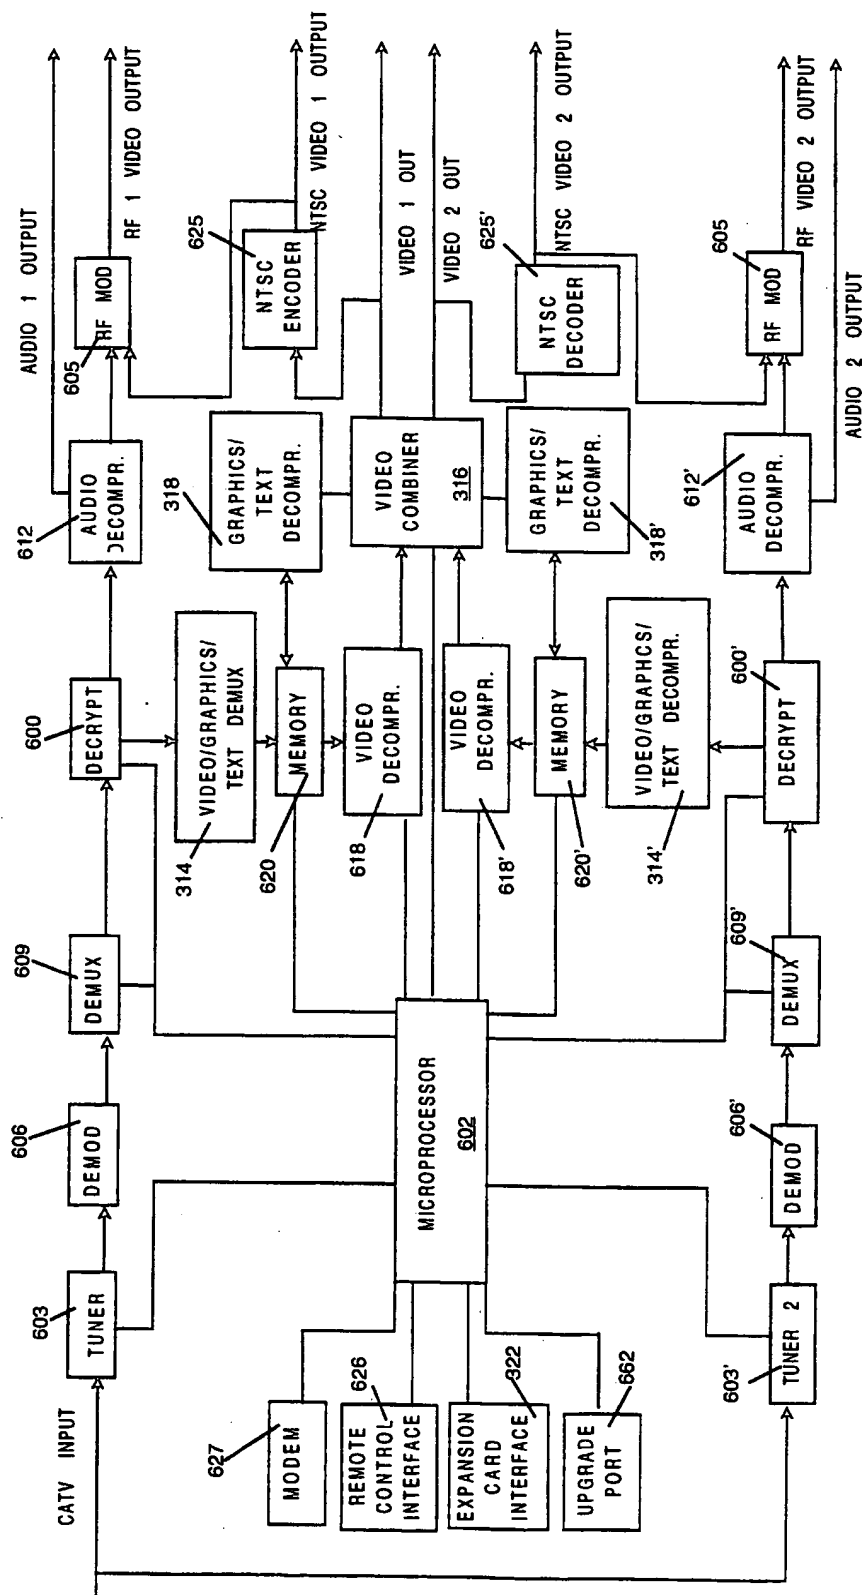 CATV INPUT
603
TUNER
606
DEMOD
609
DEMUX
600
DECRYPT
612
AUDIO
DECOMPR.
605
RF MOD
AUDIO 1 OUTPUT
RF 1 VIDEO OUTPUT
314
VIDEO/GRAPHICS/
TEXT DEMUX
318
GRAPHICS/
TEXT
DECOMPR.
625
NTSC
ENCODER
NTSC VIDEO 1 OUTPUT
620
MEMORY
618
VIDEO
DECOMPR.
VIDEO
COMBINER
316
VIDEO 1 OUT
VIDEO 2 OUT
627
MODEM
626
REMOTE
CONTROL
INTERFACE
322
EXPANSION
CARD
INTERFACE
662
UPGRADE
PORT
MICROPROCESSOR
602
618'
VIDEO
DECOMPR.
620'
MEMORY
318'
GRAPHICS/
TEXT
DECOMPR.
625'
NTSC
DECODER
NTSC VIDEO 2 OUTPUT
314'
VIDEO/GRAPHCS/
TEXT DECOMPR.
603'
TUNER 2
606'
DEMOD
609'
DEMUX
600'
DECRYPT
612'
AUDIO
DECOMPR.
605
RF MOD
RF VIDEO 2 OUTPUT
AUDIO 2 OUTPUT